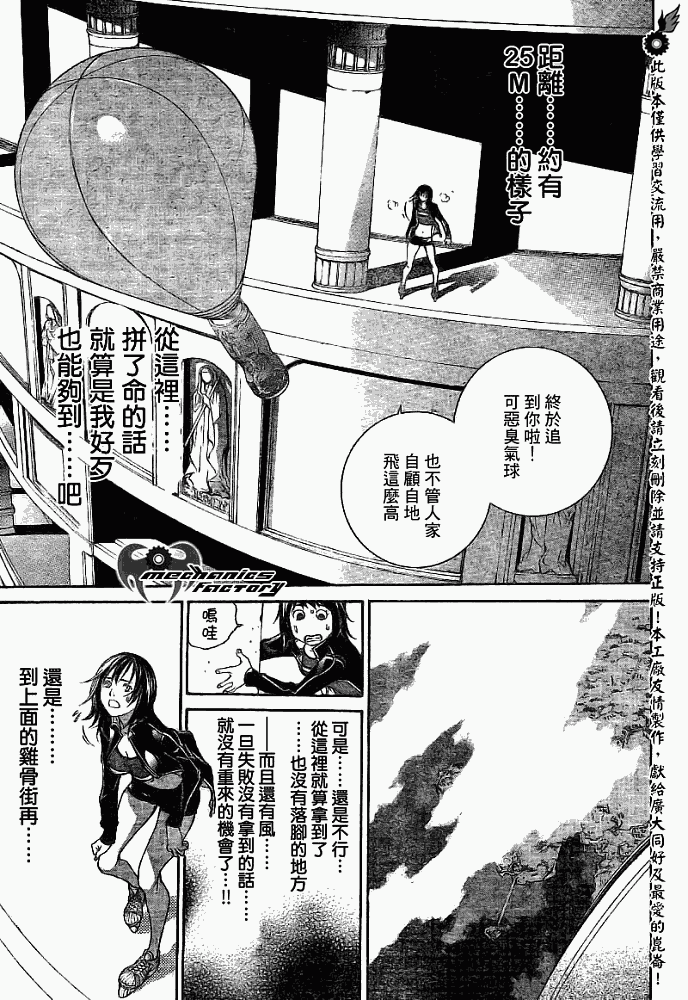 距離………約有
25M………的樣子
終於追
到你啦！
可惡臭氣球
也不管人家
自顧自地
飛這麼高
從這裡……
拼了命的話
就算是我好歹
也能夠到……吧
mechanics
factory
嗚哇
可是……還是不行…
從這裡就算拿到了
……也沒有落腳的地方
——而且還有風……
一旦失敗沒有拿到的話……
就沒有重來的機會了…!!
還是………
到上面的雞骨街再……
此版本僅供學習交流用，嚴禁商業用途，觀看後請立刻刪除並請支持正版！本工廠友情製作，獻給廣大同好及最愛的崑崙！